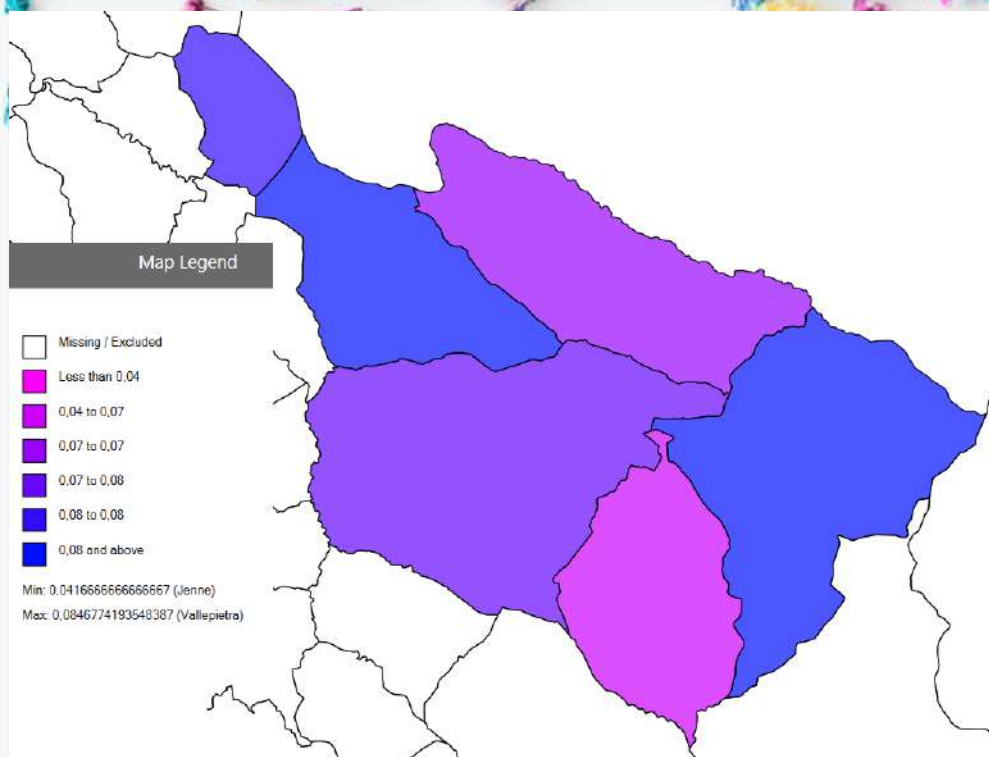 Map Legend
Missing / Excluded
Less than 0,04
0,04 to 0,07
0,07 to 0,07
0,07 to 0,08
0,08 to 0,08
0,08 and above
Min: 0.0416666666666667 (Jenne)
Max: 0,0846774193548387 (Vallepietra)